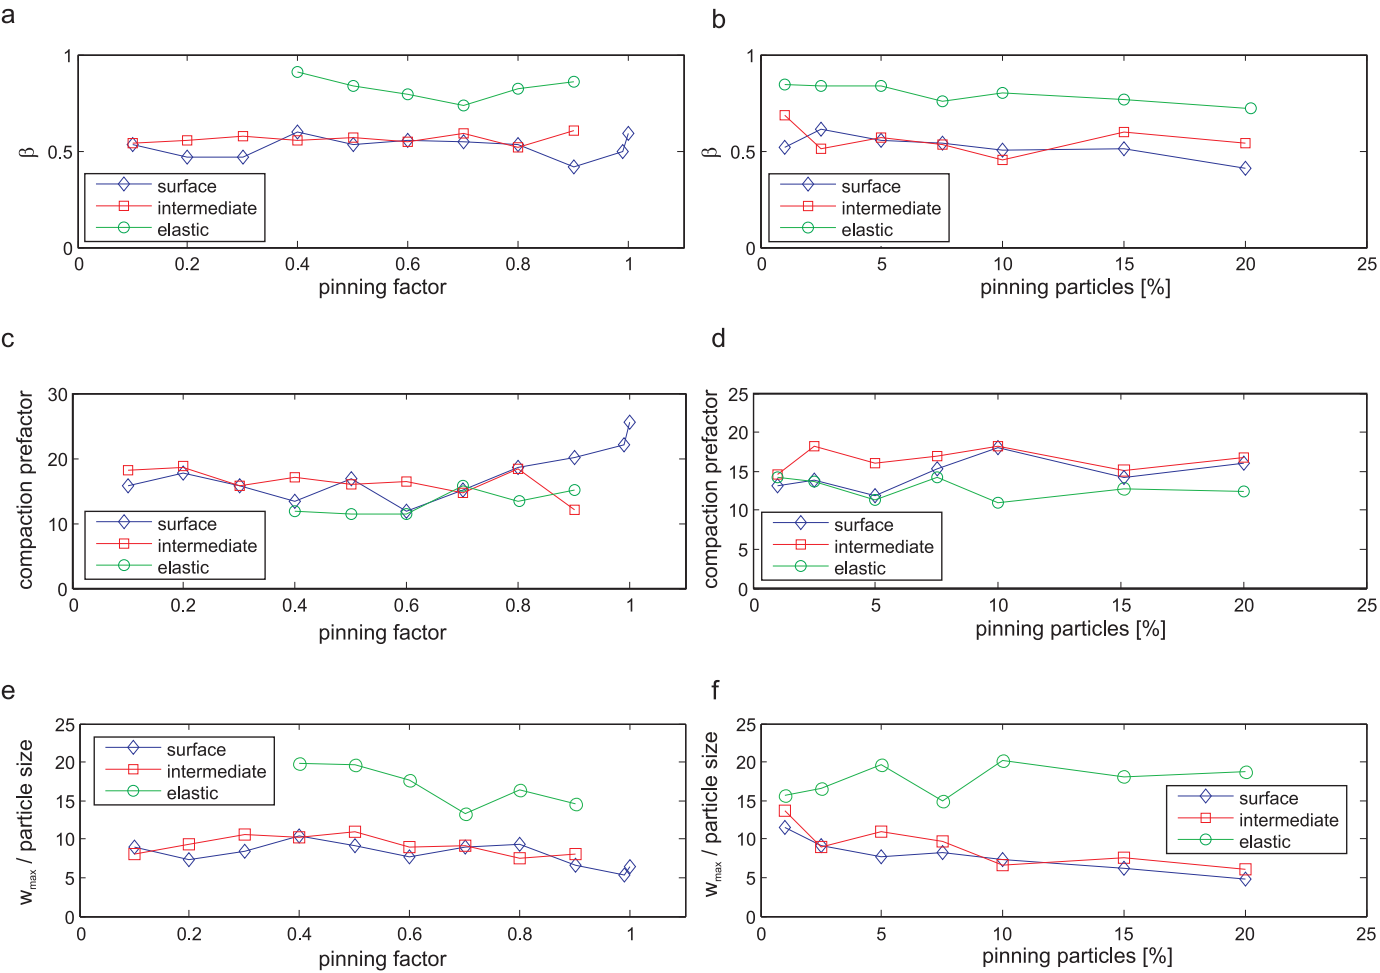 a
1
β
0.5
0
surface
intermediate
elastic
0 0.2 0.4 0.6 0.8 1
pinning factor
b
1
β
0.5
0
surface
intermediate
elastic
0 5 10 15 20 25
pinning particles [%]
c
30
20
10
0
compaction prefactor
surface
intermediate
elastic
0 0.2 0.4 0.6 0.8 1
pinning factor
d
25
20
15
10
5
0
compaction prefactor
surface
intermediate
elastic
0 5 10 15 20 25
pinning particles [%]
e
25
20
15
10
5
0
wmax / particle size
surface
intermediate
elastic
0 0.2 0.4 0.6 0.8 1
pinning factor
f
25
20
15
10
5
0
wmax / particle size
surface
intermediate
elastic
0 5 10 15 20 25
pinning particles [%]